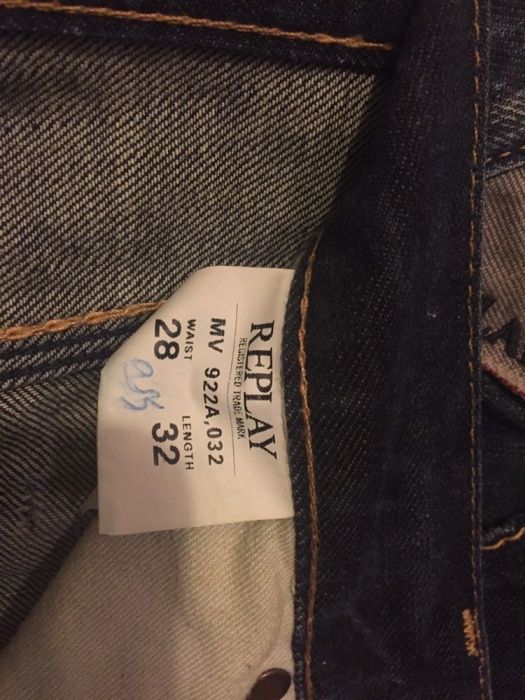 REPLAY
REGISTERED TRADE MARK
MV 922A,032
WAIST LENGTH
28 32